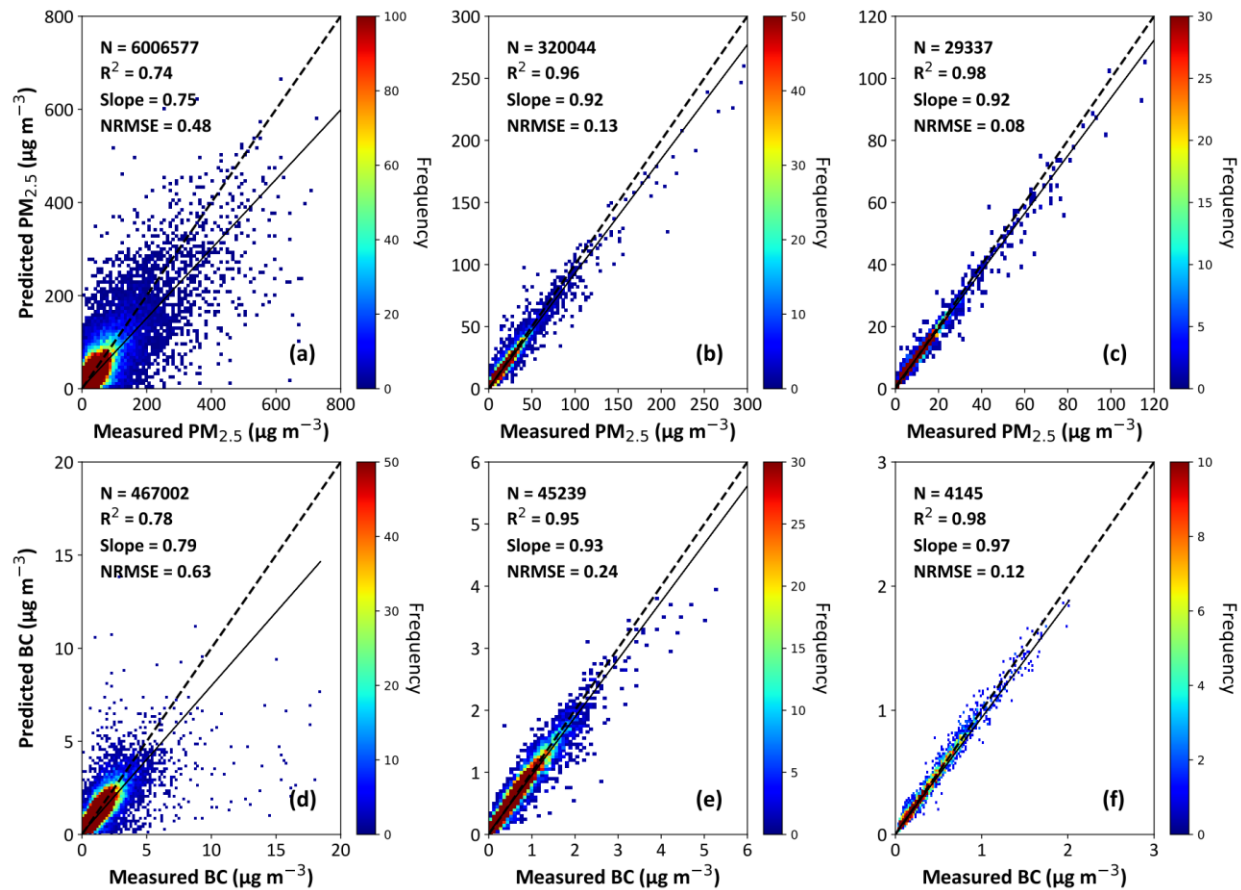 800
600
400
200
0
Predicted PM₂.₅ (µg m⁻³)
N = 6006577
R² = 0.74
Slope = 0.75
NRMSE = 0.48
(a)
0 200 400 600 800
Measured PM₂.₅ (µg m⁻³)
100
80
60
40
20
0
Frequency
300
250
200
150
100
50
0
N = 320044
R² = 0.96
Slope = 0.92
NRMSE = 0.13
(b)
0 50 100 150 200 250 300
Measured PM₂.₅ (µg m⁻³)
50
40
30
20
10
0
Frequency
120
100
80
60
40
20
0
N = 29337
R² = 0.98
Slope = 0.92
NRMSE = 0.08
(c)
0 20 40 60 80 100 120
Measured PM₂.₅ (µg m⁻³)
30
25
20
15
10
5
0
Frequency
20
15
10
5
0
Predicted BC (µg m⁻³)
N = 467002
R² = 0.78
Slope = 0.79
NRMSE = 0.63
(d)
0 5 10 15 20
Measured BC (µg m⁻³)
50
40
30
20
10
0
Frequency
6
5
4
3
2
1
0
N = 45239
R² = 0.95
Slope = 0.93
NRMSE = 0.24
(e)
0 1 2 3 4 5 6
Measured BC (µg m⁻³)
30
25
20
15
10
5
0
Frequency
3
2
1
0
N = 4145
R² = 0.98
Slope = 0.97
NRMSE = 0.12
(f)
0 1 2 3
Measured BC (µg m⁻³)
10
8
6
4
2
0
Frequency